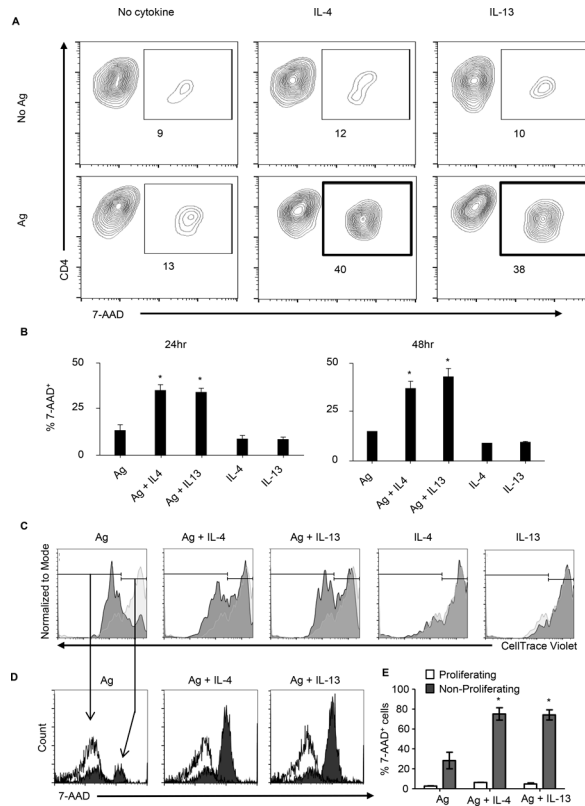 No cytokine IL-4 IL-13
A
No Ag
9 12 10
Ag
13 40 38
CD4
7-AAD
B
24hr 48hr
% 7-AAD+
50 50
25 25
0 0
Ag Ag + IL4 Ag + IL13 IL-4 IL-13 Ag Ag + IL4 Ag + IL13 IL-4 IL-13
* * * *
C
Ag Ag + IL-4 Ag + IL-13 IL-4 IL-13
Normalized to Mode
CellTrace Violet
D
Ag Ag + IL-4 Ag + IL-13
Count
7-AAD
E
Proliferating
Non-Proliferating
% 7-AAD+ cells
100
80
60
40
20
0
* *
Ag Ag + IL-4 Ag + IL-13